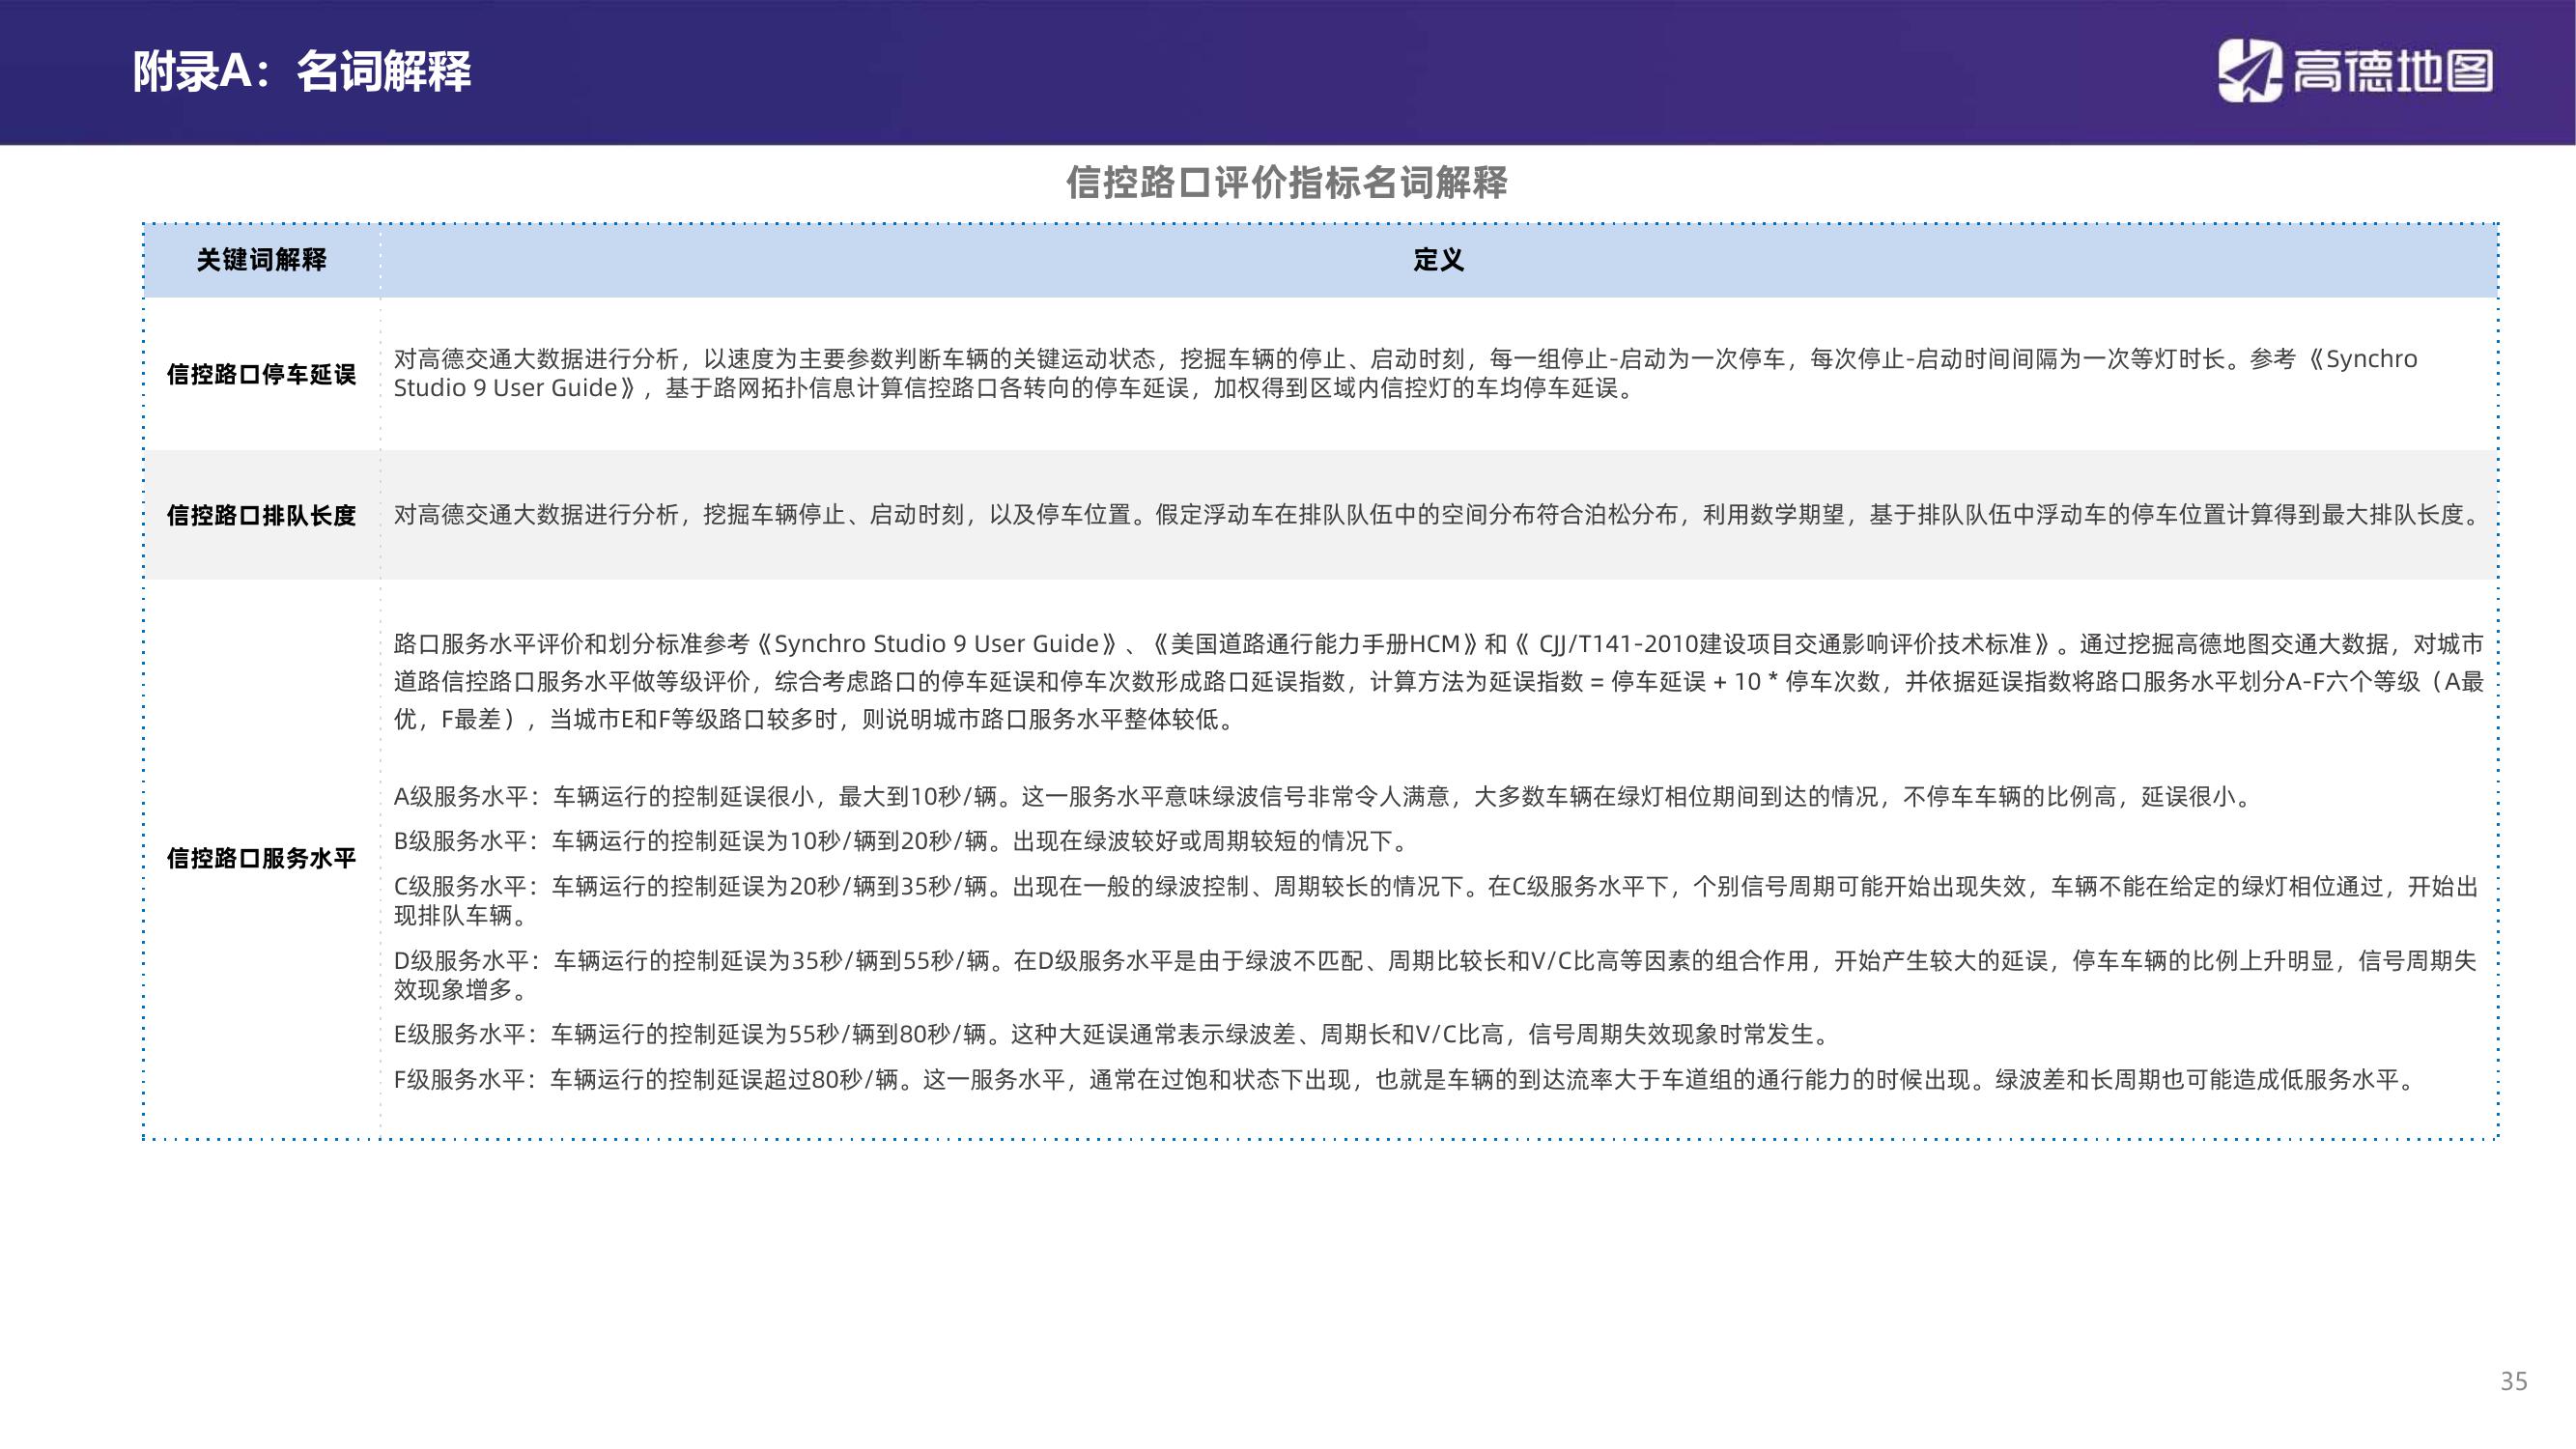 附录A：名词解释
高德地图
信控路口评价指标名词解释
关键词解释
定义
信控路口停车延误
对高德交通大数据进行分析，以速度为主要参数判断车辆的关键运动状态，挖掘车辆的停止、启动时刻，每一组停止-启动为一次停车，每次停止-启动时间间隔为一次等灯时长。参考《Synchro
Studio 9 User Guide》，基于路网拓扑信息计算信控路口各转向的停车延误，加权得到区域内信控灯的车均停车延误。
信控路口排队长度
对高德交通大数据进行分析，挖掘车辆停止、启动时刻，以及停车位置。假定浮动车在排队队伍中的空间分布符合泊松分布，利用数学期望，基于排队队伍中浮动车的停车位置计算得到最大排队长度。
信控路口服务水平
路口服务水平评价和划分标准参考《Synchro Studio 9 User Guide》、《美国道路通行能力手册HCM》和《 CJJ/T141-2010建设项目交通影响评价技术标准》。通过挖掘高德地图交通大数据，对城市
道路信控路口服务水平做等级评价，综合考虑路口的停车延误和停车次数形成路口延误指数，计算方法为延误指数 = 停车延误 + 10 * 停车次数，并依据延误指数将路口服务水平划分A-F六个等级（A最
优，F最差），当城市E和F等级路口较多时，则说明城市路口服务水平整体较低。
A级服务水平：车辆运行的控制延误很小，最大到10秒/辆。这一服务水平意味绿波信号非常令人满意，大多数车辆在绿灯相位期间到达的情况，不停车车辆的比例高，延误很小。
B级服务水平：车辆运行的控制延误为10秒/辆到20秒/辆。出现在绿波较好或周期较短的情况下。
C级服务水平：车辆运行的控制延误为20秒/辆到35秒/辆。出现在一般的绿波控制、周期较长的情况下。在C级服务水平下，个别信号周期可能开始出现失效，车辆不能在给定的绿灯相位通过，开始出
现排队车辆。
D级服务水平：车辆运行的控制延误为35秒/辆到55秒/辆。在D级服务水平是由于绿波不匹配、周期比较长和V/C比高等因素的组合作用，开始产生较大的延误，停车车辆的比例上升明显，信号周期失
效现象增多。
E级服务水平：车辆运行的控制延误为55秒/辆到80秒/辆。这种大延误通常表示绿波差、周期长和V/C比高，信号周期失效现象时常发生。
F级服务水平：车辆运行的控制延误超过80秒/辆。这一服务水平，通常在过饱和状态下出现，也就是车辆的到达流率大于车道组的通行能力的时候出现。绿波差和长周期也可能造成低服务水平。
35